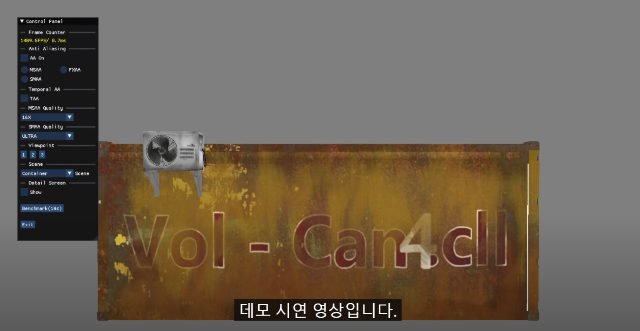 ▼ Control Panel
Frame Counter
Anti Aliasing
AA On
MSAA
FXAA
SMAA
Temporal AA
TAA
MSAA Quality
16X
SMAA Quality
ULTRA
Viewpoint
1 2 3
Scene
Container Scene
Detail Screen
Show
Benchmark(10s)
Exit
데모 시연 영상입니다.